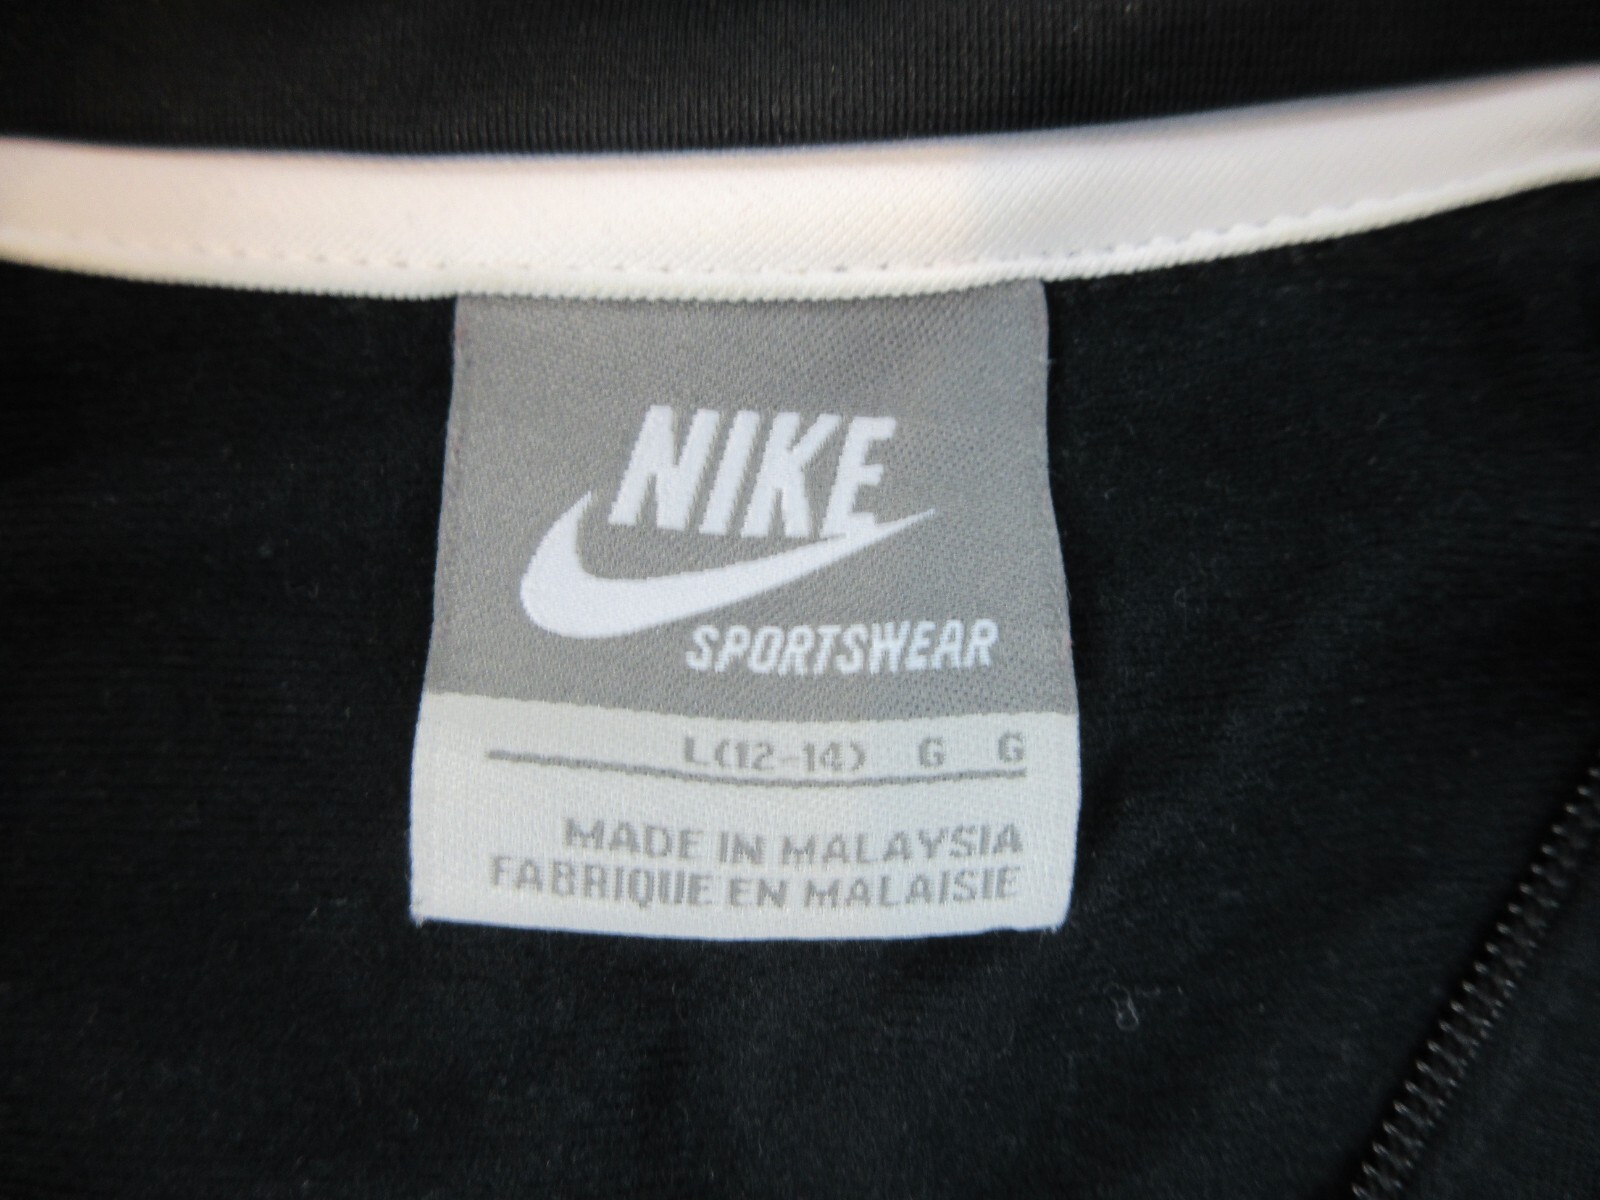 NIKE
SPORTSWEAR
L(12-14) G G
MADE IN MALAYSIA
FABRIQUE EN MALAISIE